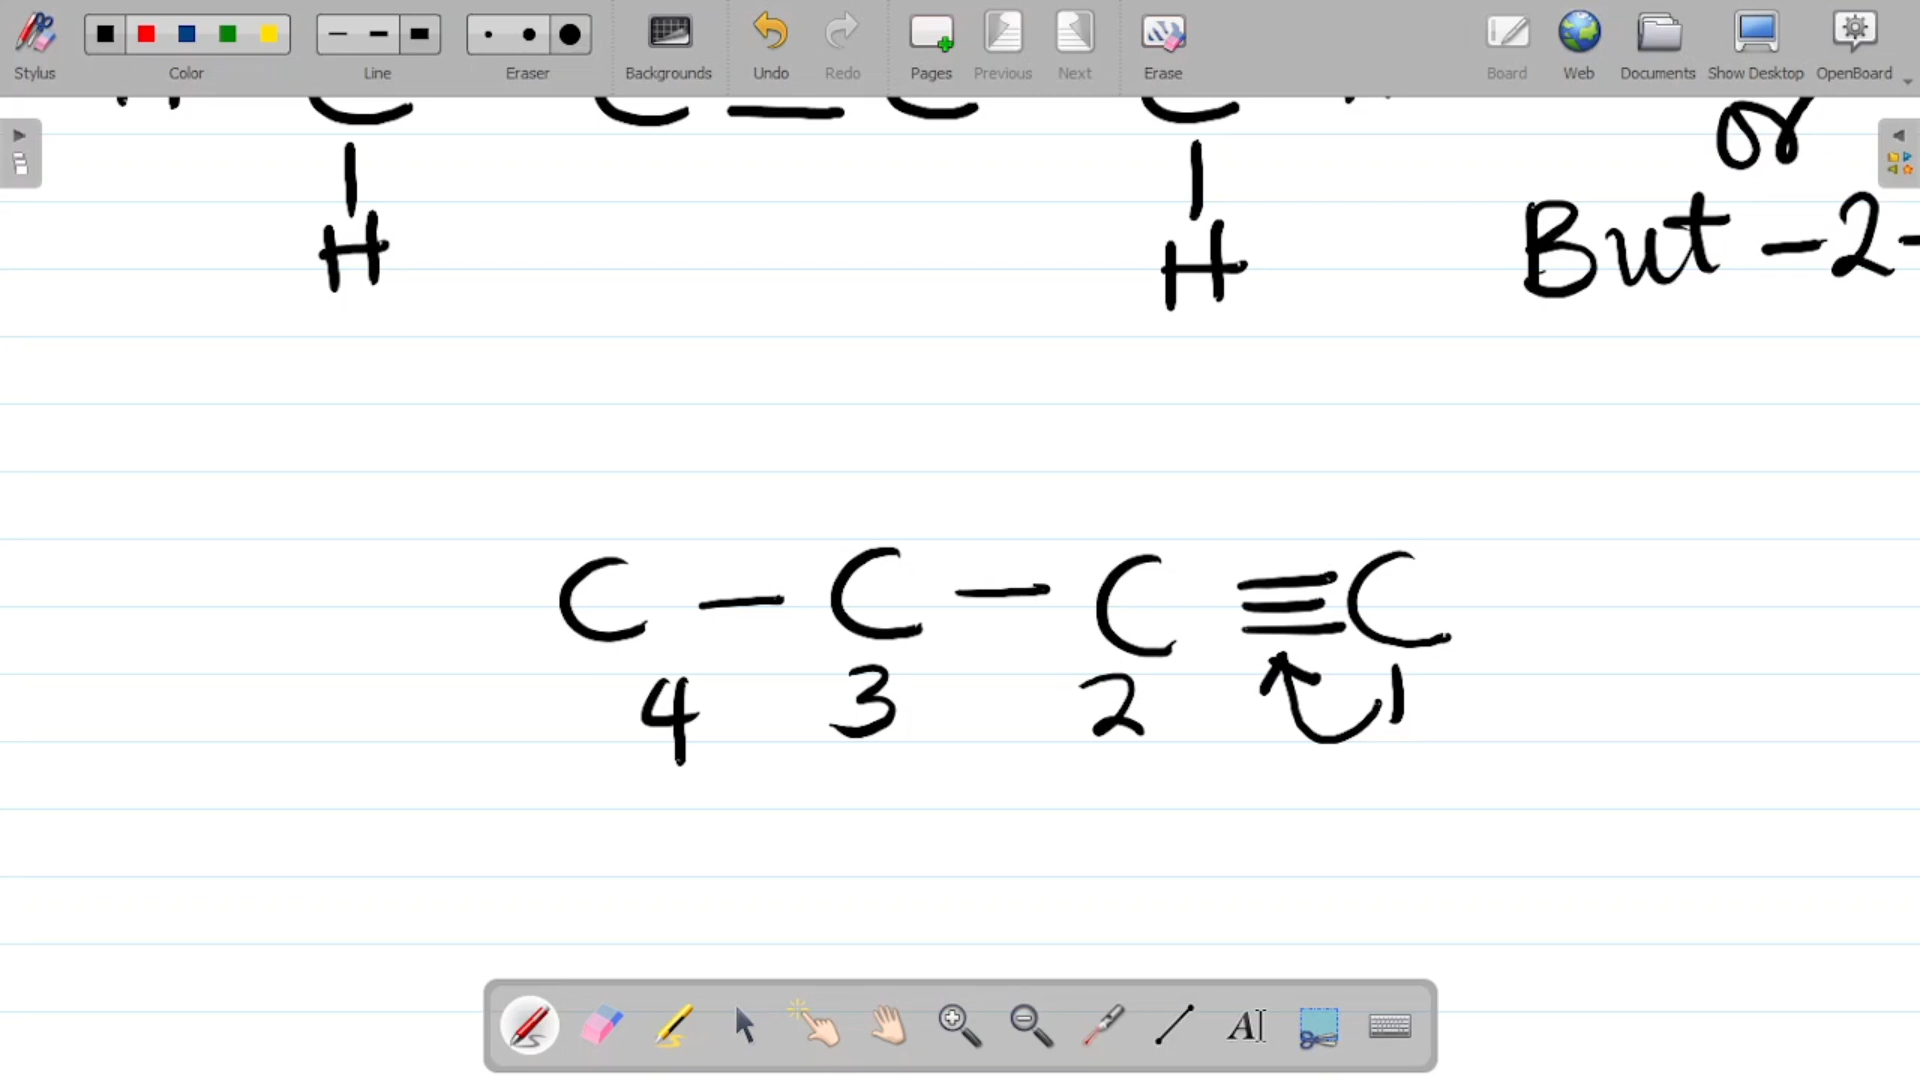 Stylus Color Line Eraser Backgrounds Undo Redo Pages Previous Next Erase Board Web Documents Show Desktop OpenBoard
C = C C
or
H H
But - 2 -
C - C - C ≡ C
4 3 2 1